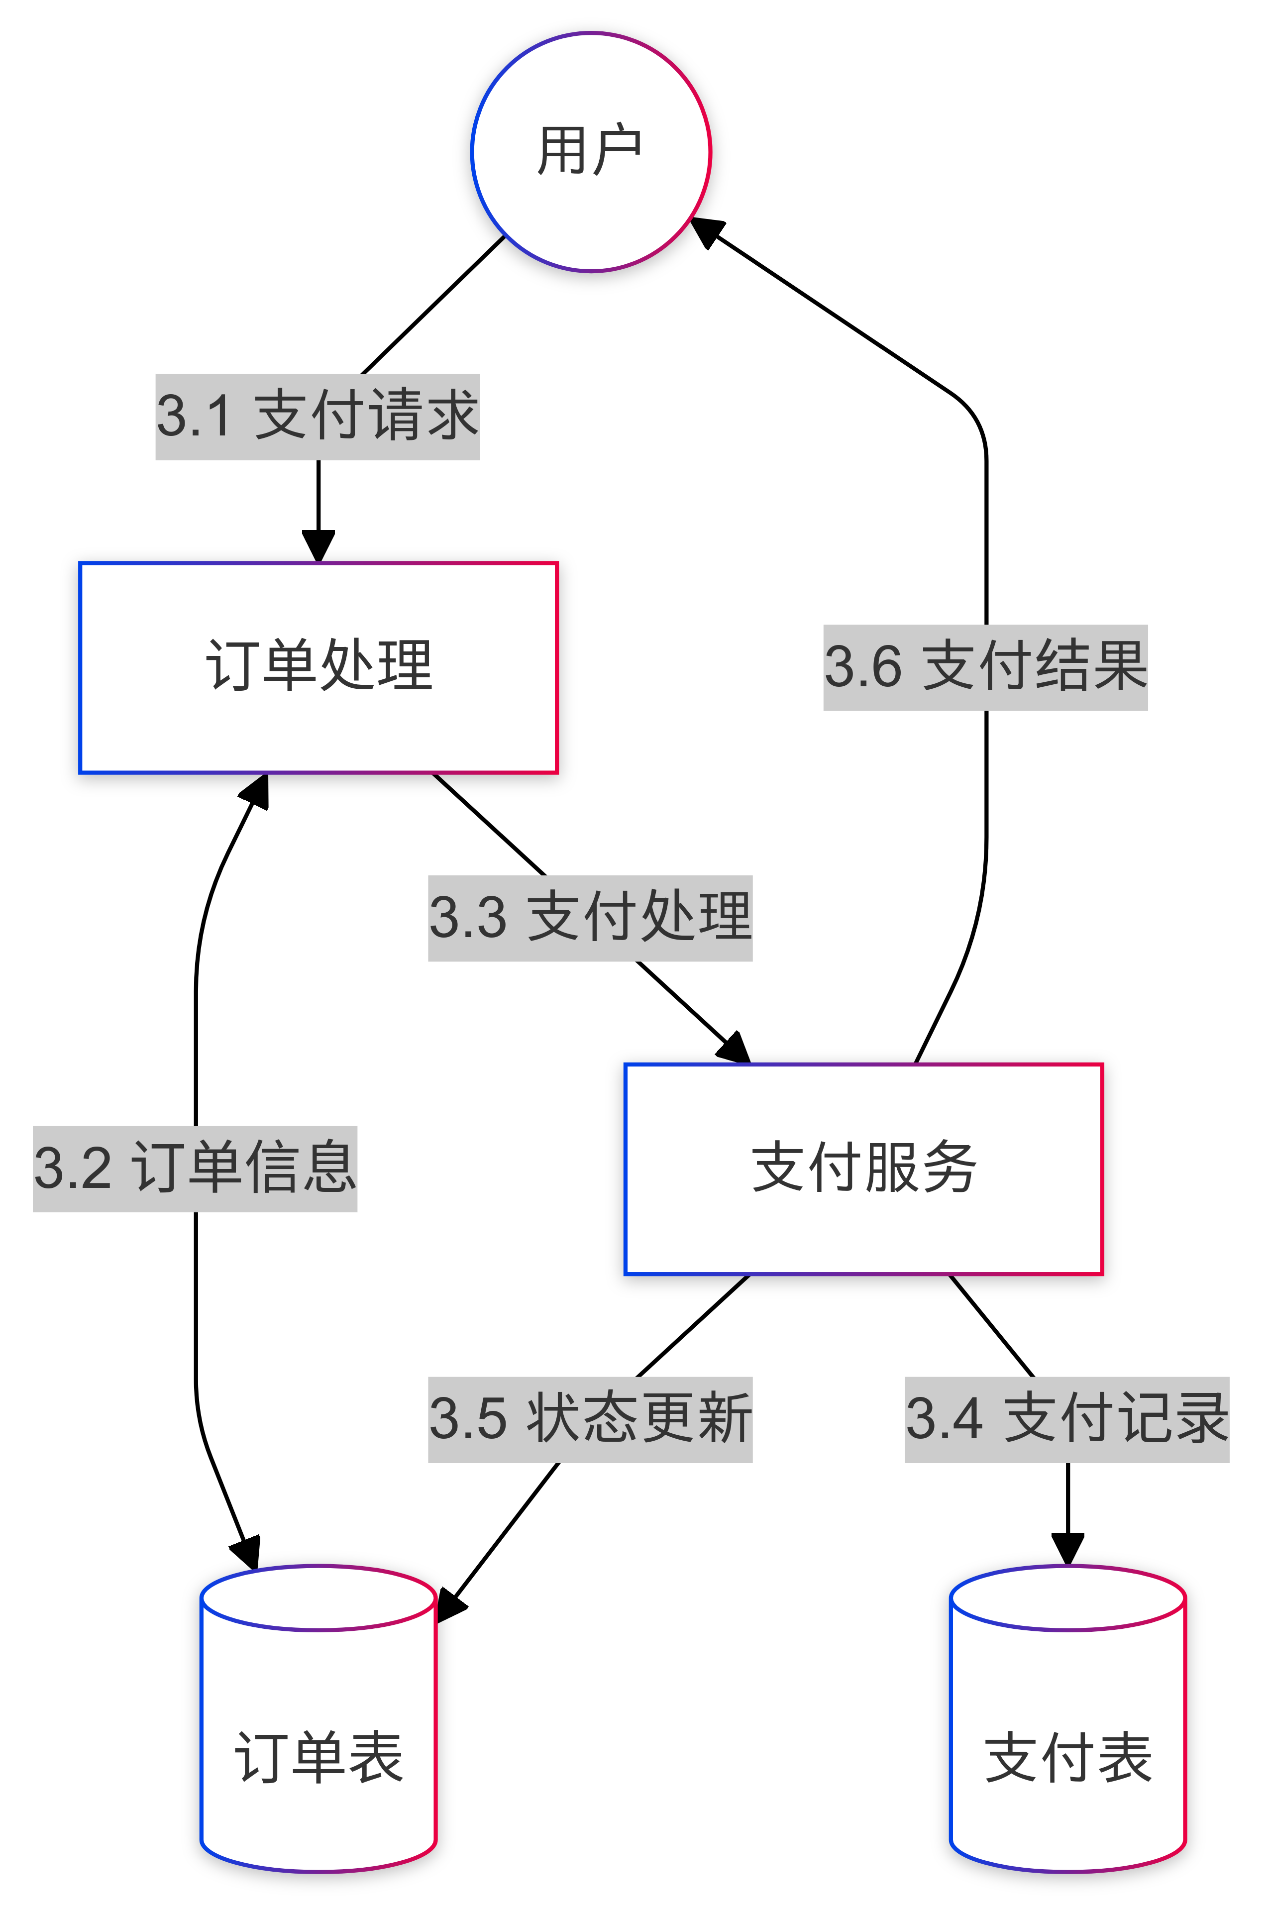 用户
3.1 支付请求
订单处理
3.6 支付结果
3.3 支付处理
3.2 订单信息
支付服务
3.5 状态更新
3.4 支付记录
订单表
支付表